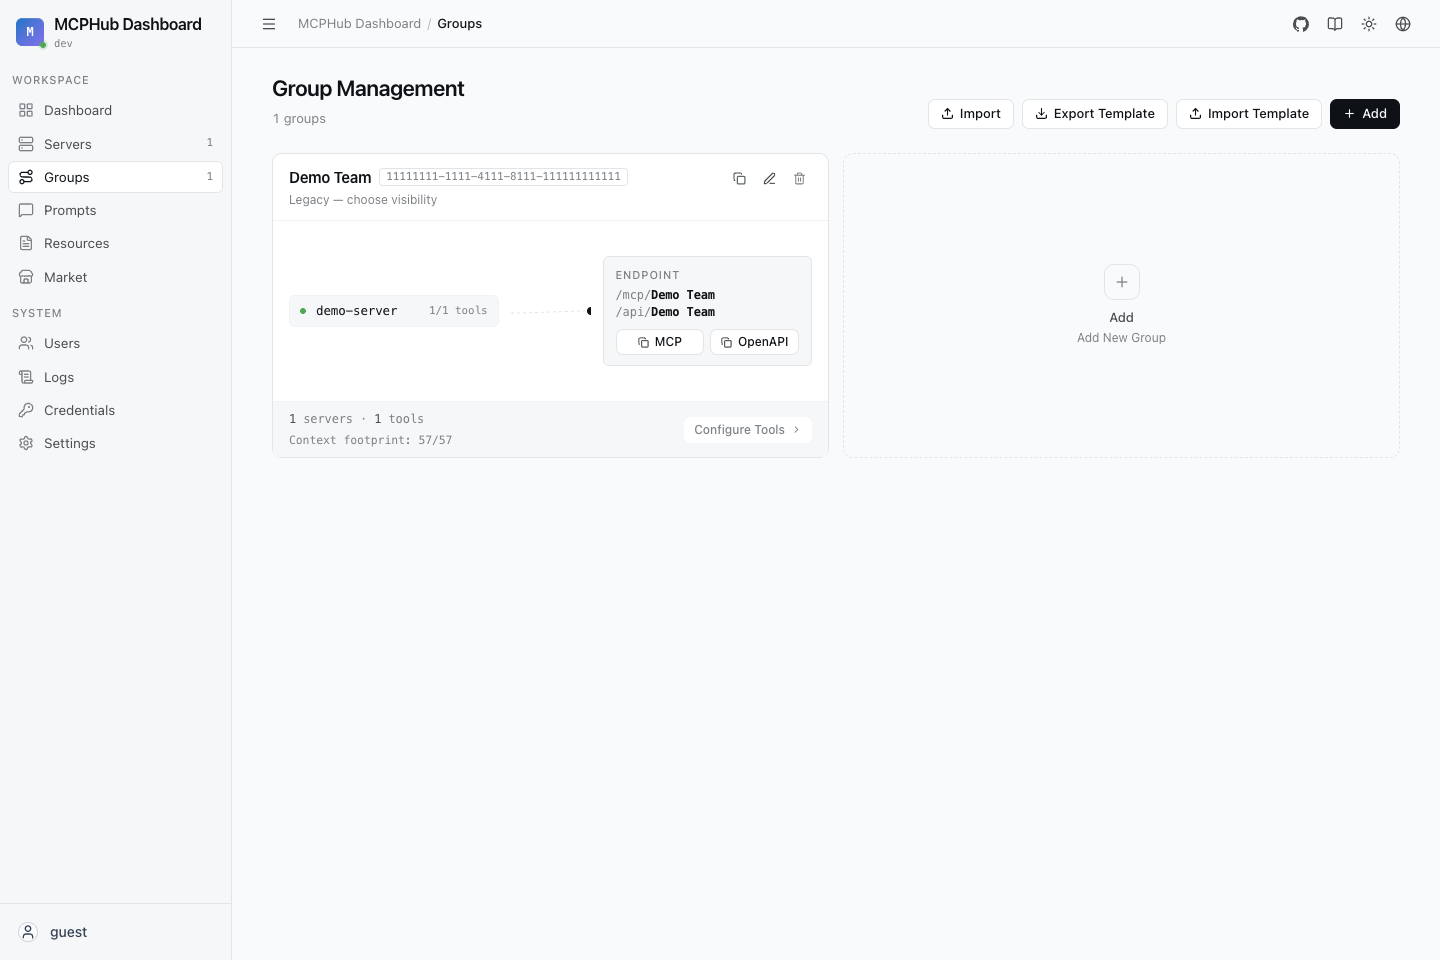 M
MCPHub Dashboard
dev
WORKSPACE
Dashboard
Servers 1
Groups 1
Prompts
Resources
Market
SYSTEM
Users
Logs
Credentials
Settings
guest
MCPHub Dashboard / Groups
Group Management
1 groups
Import
Export Template
Import Template
Add
Demo Team 11111111-1111-4111-8111-111111111111
Legacy — choose visibility
demo-server 1/1 tools
ENDPOINT
/mcp/Demo Team
/api/Demo Team
MCP OpenAPI
1 servers · 1 tools
Context footprint: 57/57
Configure Tools
Add
Add New Group